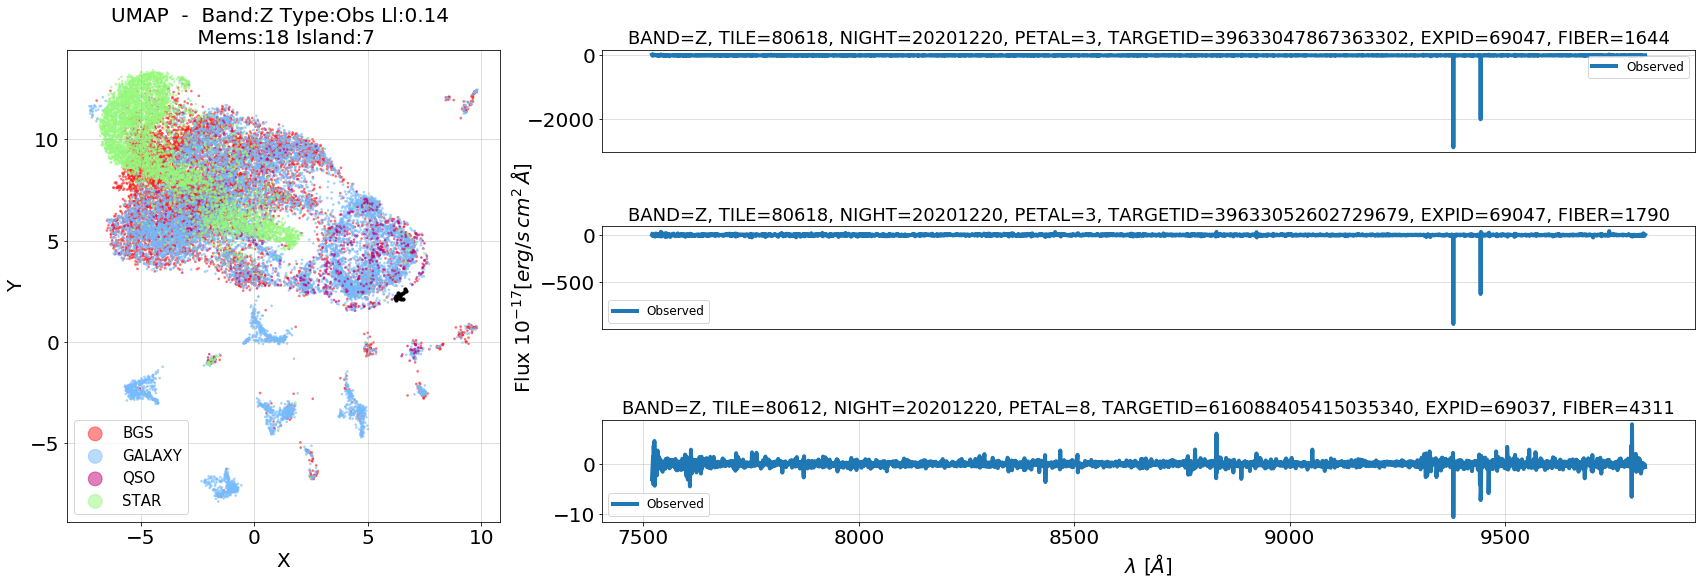 UMAP - Band:Z Type:Obs Ll:0.14
Mems:18 Island:7
Y
10
5
0
−5
BGS
GALAXY
QSO
STAR
−5
0
5
10
X
Flux 10⁻¹⁷[erg/s cm² Å]
BAND=Z, TILE=80618, NIGHT=20201220, PETAL=3, TARGETID=39633047867363302, EXPID=69047, FIBER=1644
0
−2000
Observed
BAND=Z, TILE=80618, NIGHT=20201220, PETAL=3, TARGETID=39633052602729679, EXPID=69047, FIBER=1790
0
−500
Observed
BAND=Z, TILE=80612, NIGHT=20201220, PETAL=8, TARGETID=616088405415035340, EXPID=69037, FIBER=4311
0
−10
Observed
7500
8000
8500
9000
9500
λ [Å]